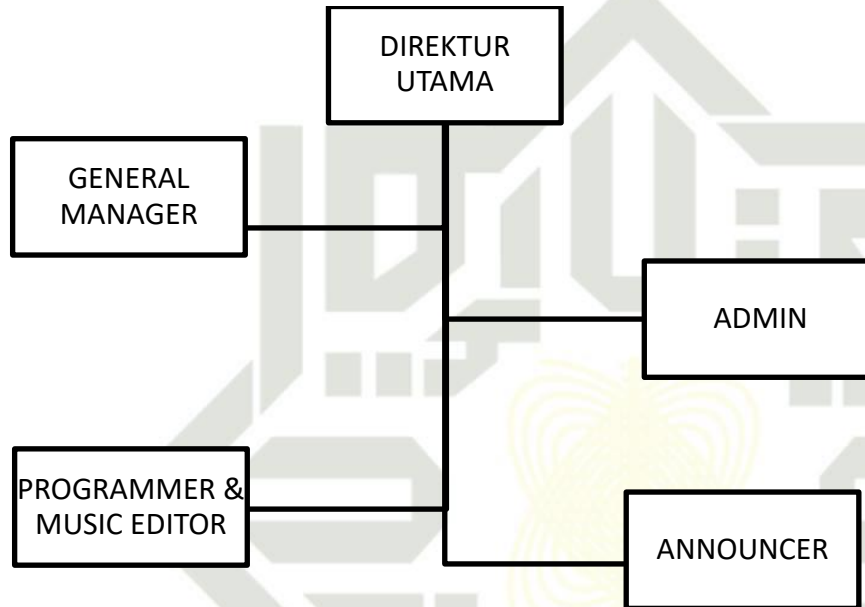 DIREKTUR
UTAMA
GENERAL
MANAGER
ADMIN
PROGRAMMER &
MUSIC EDITOR
ANNOUNCER